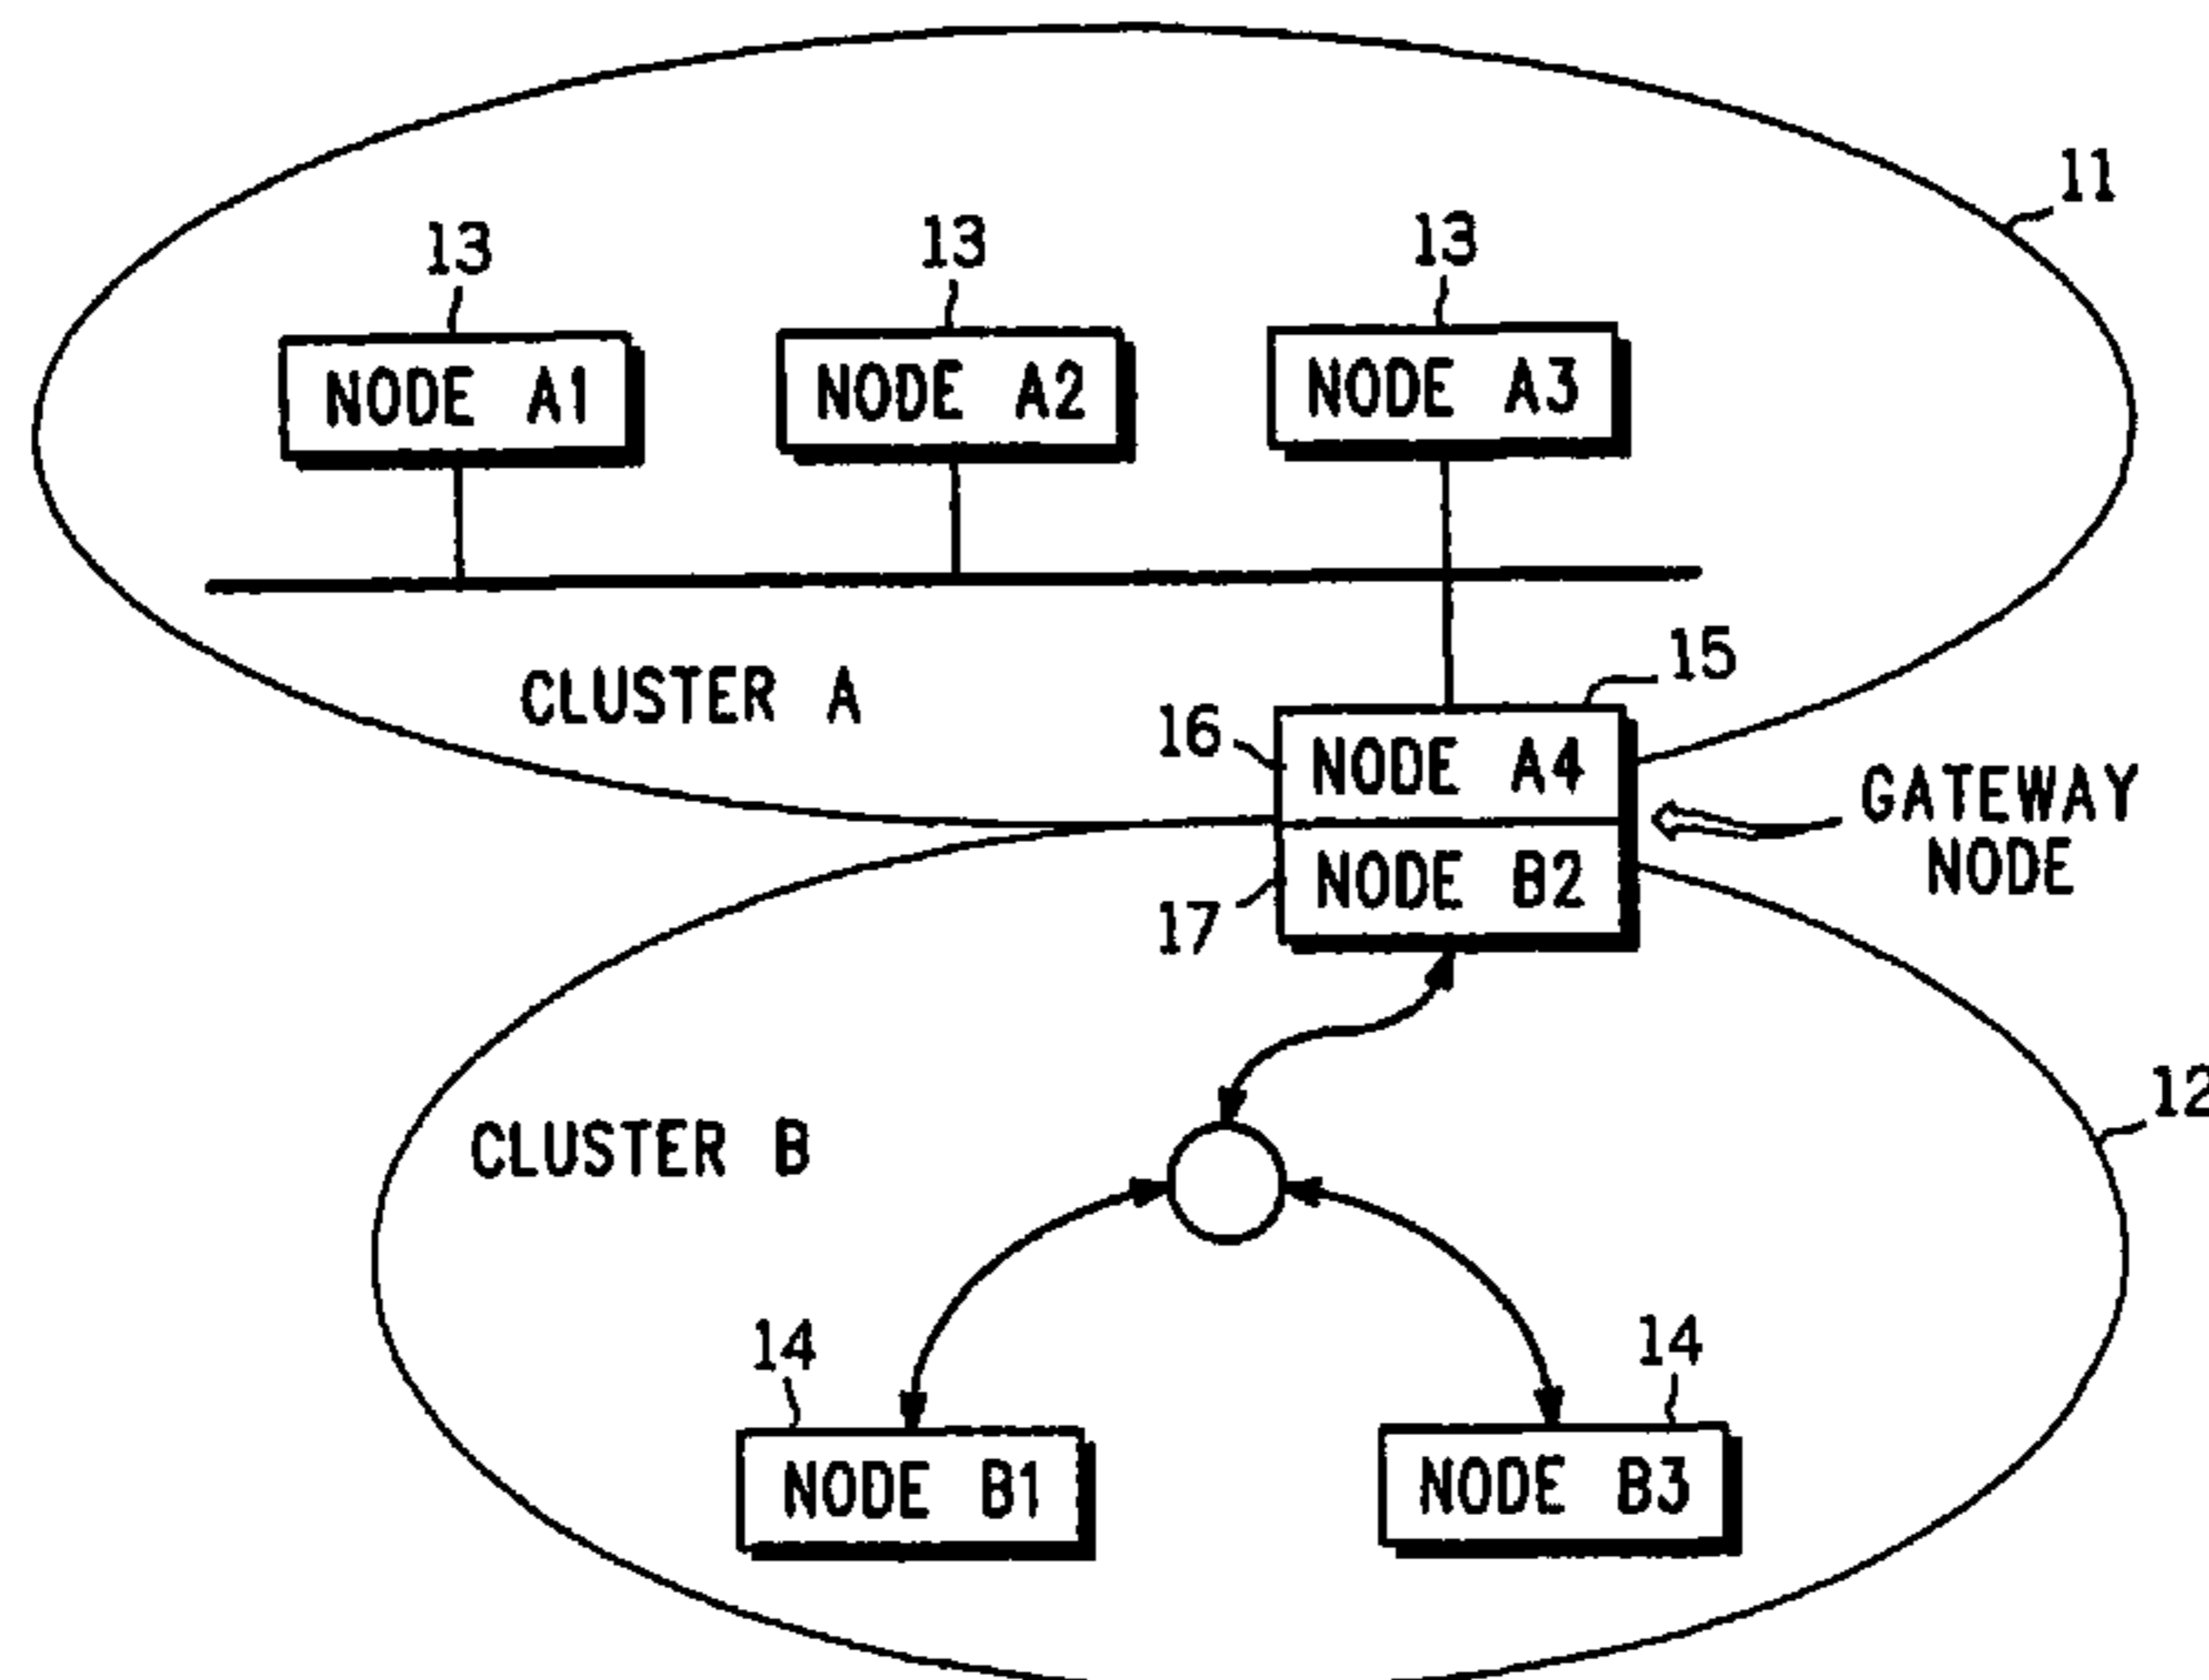 11
13 13 13
NODE A1 NODE A2 NODE A3
15
CLUSTER A
16 NODE A4
GATEWAY
NODE
NODE B2
17
12
CLUSTER B
14 14
NODE B1 NODE B3